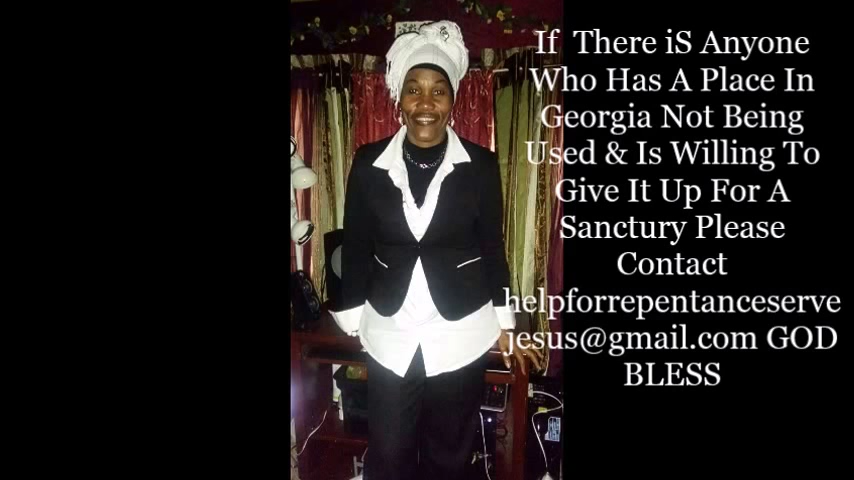 If There iS Anyone
Who Has A Place In
Georgia Not Being
Used & Is Willing To
Give It Up For A
Sanctury Please
Contact
helpforrepentanceserve
jesus@gmail.com GOD
BLESS